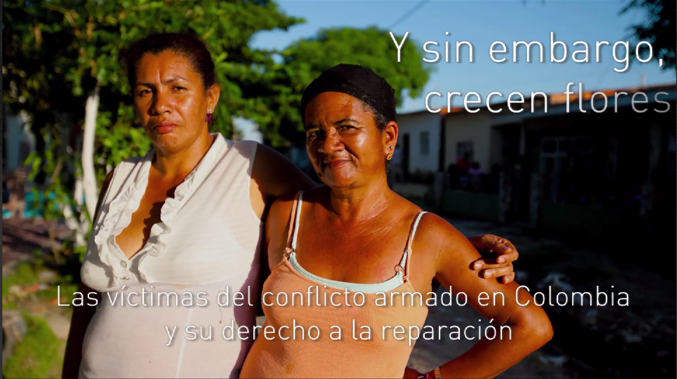 Y sin embargo,
crecen flores
Las víctimas del conflicto armado en Colombia
y su derecho a la reparación